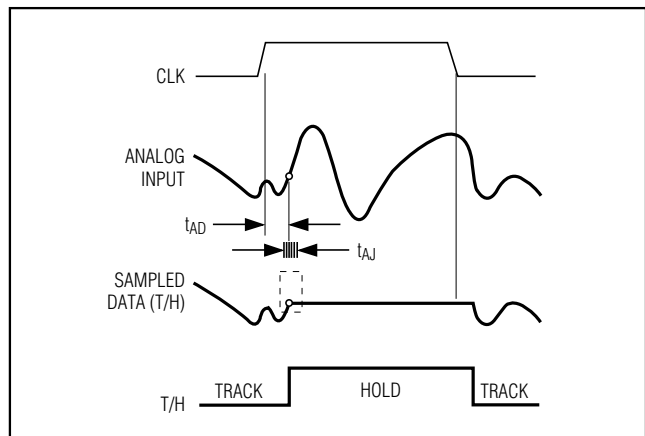 CLK
ANALOG
INPUT
tAD
tAJ
SAMPLED
DATA (T/H)
TRACK HOLD TRACK
T/H